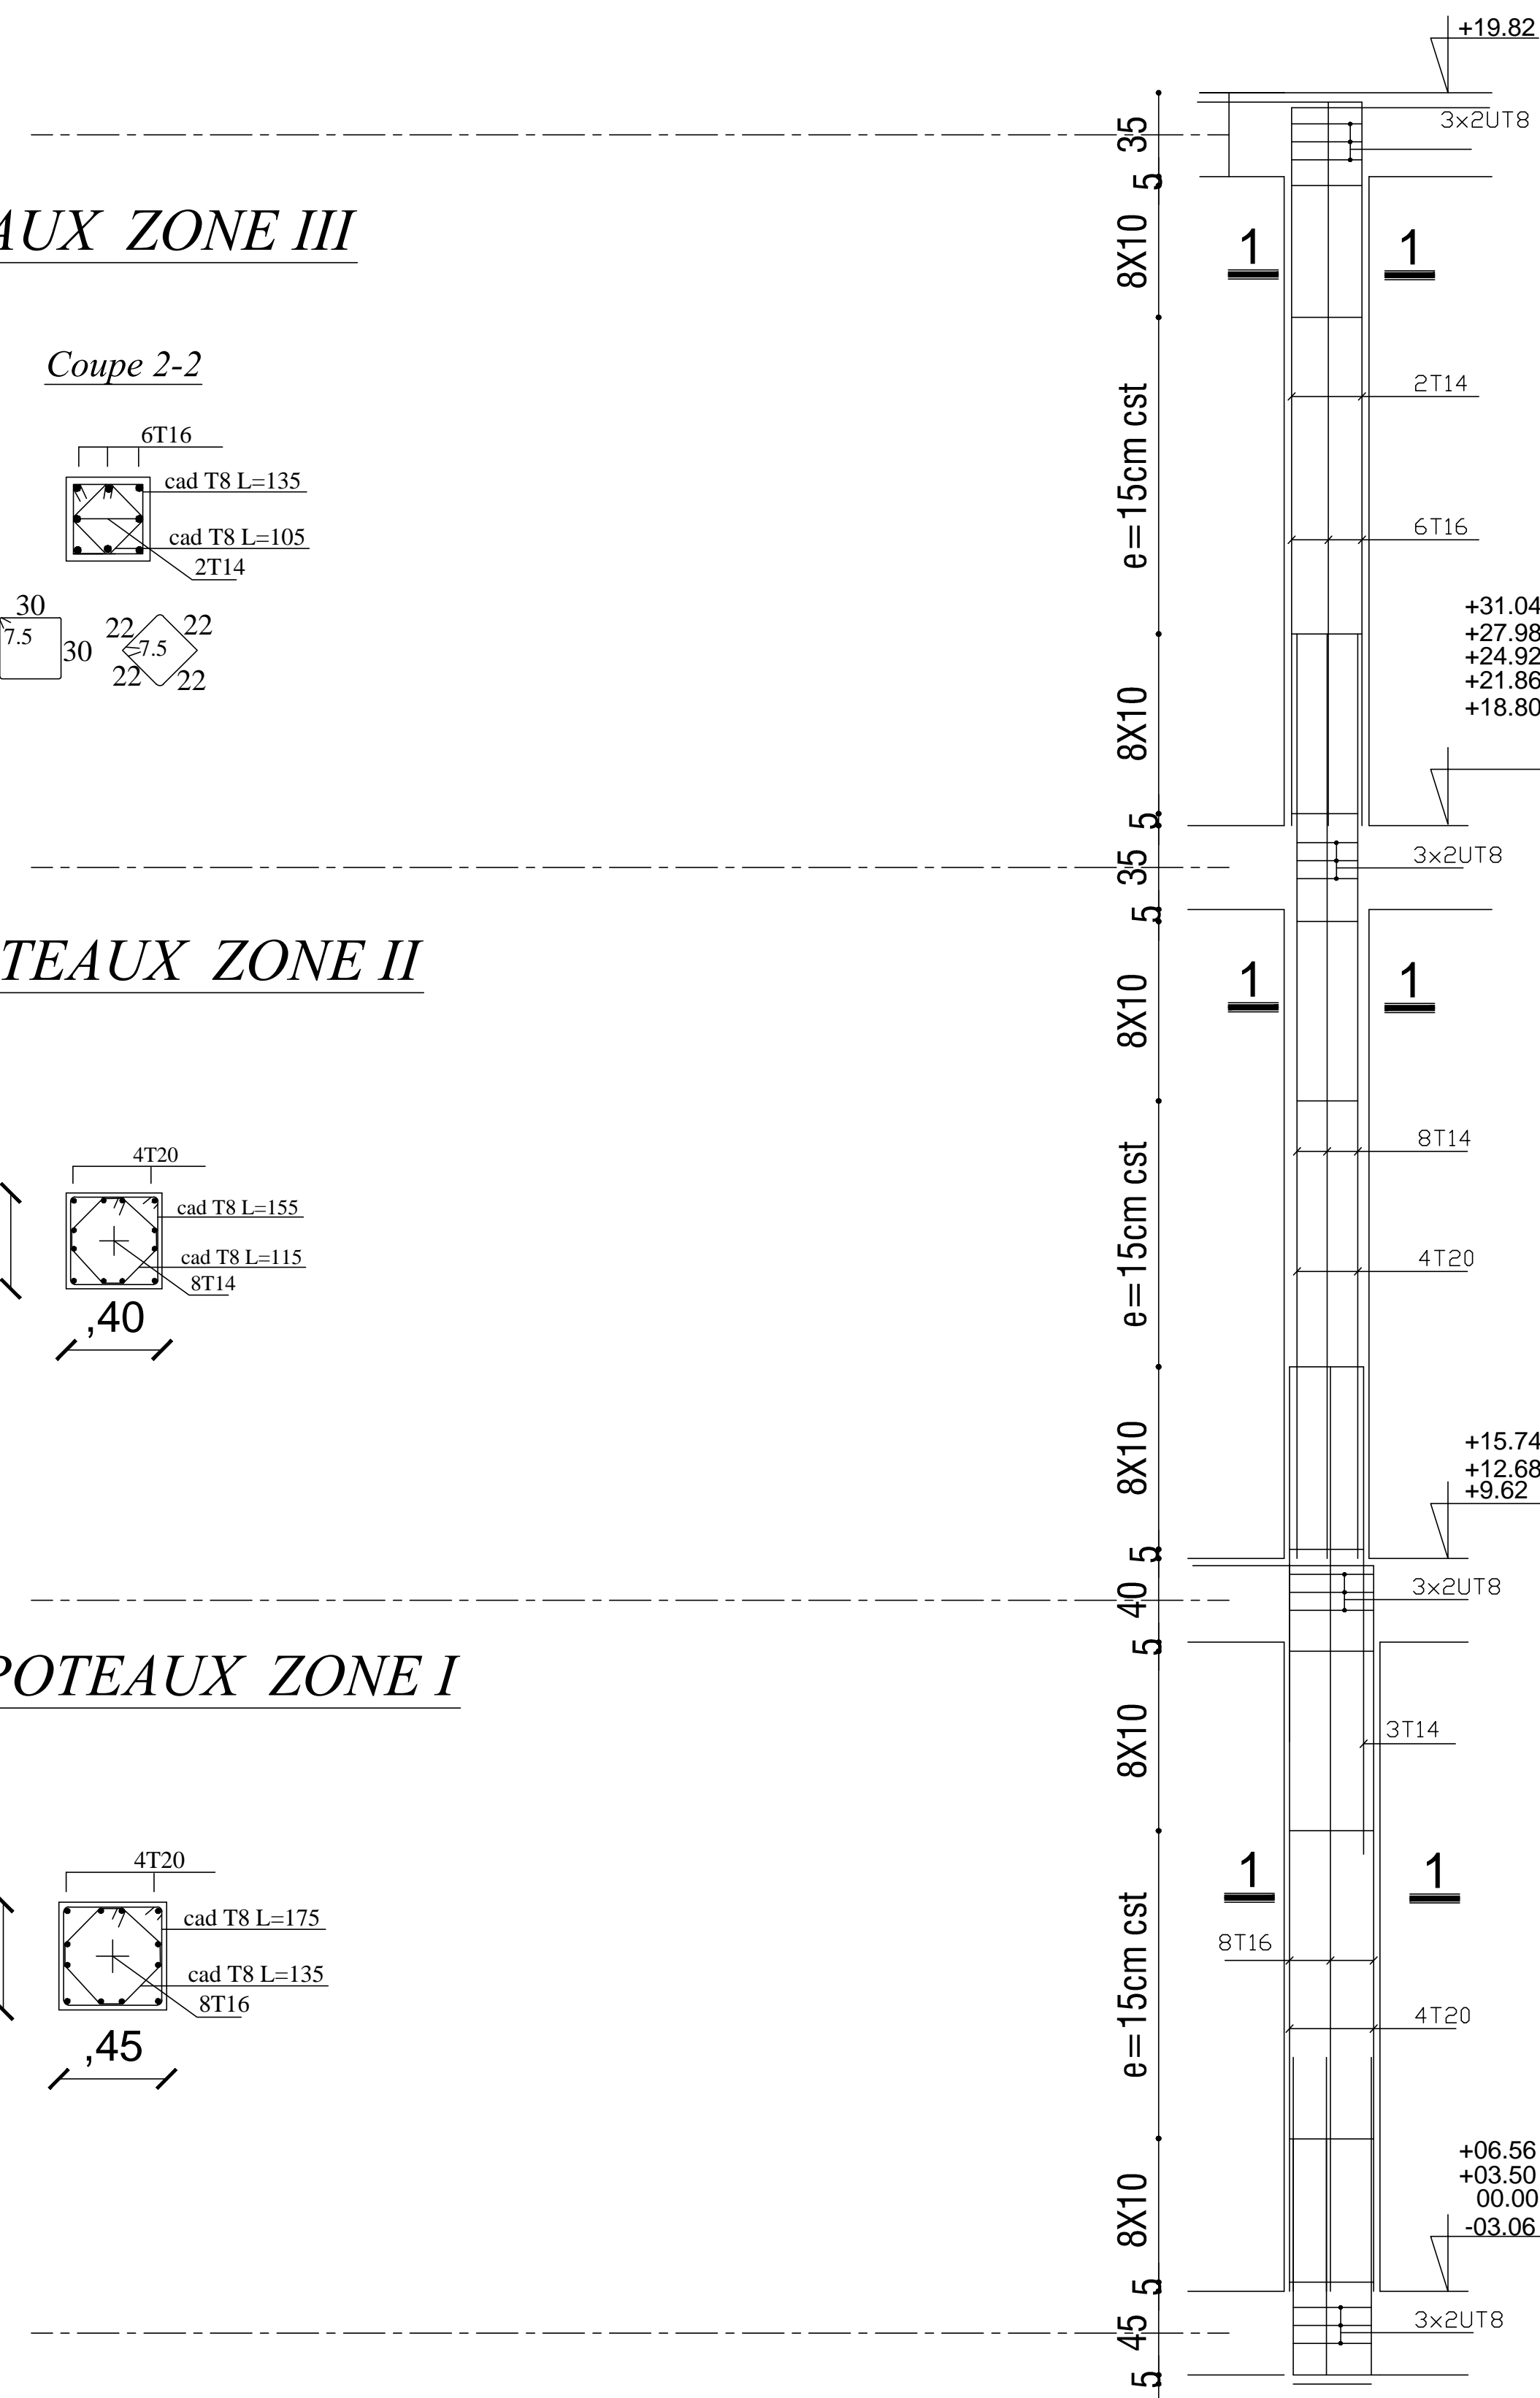 +19.82
3x2UT8
35
5
AUX ZONE III
8X10
1
1
Coupe 2-2
2T14
6T16
cad T8 L=135
e=15cm cst
6T16
cad T8 L=105
2T14
30
7.5
30
22
22
7.5
22
22
+31.04
+27.98
+24.92
+21.86
+18.80
8X10
5
35
3x2UT8
5
TEAUX ZONE II
1
1
8X10
4T20
8T14
cad T8 L=155
e=15cm cst
cad T8 L=115
8T14
4T20
,40
8X10
+15.74
+12.68
+9.62
5
40
3x2UT8
5
POTEAUX ZONE I
8X10
3T14
4T20
1
1
cad T8 L=175
8T16
e=15cm cst
cad T8 L=135
8T16
4T20
,45
8X10
+06.56
+03.50
00.00
-03.06
5
45
3x2UT8
5